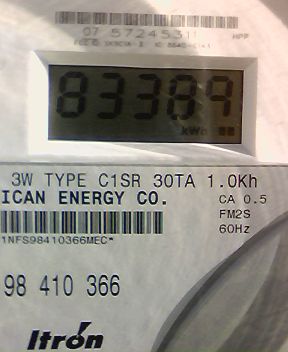 07 57245311 HPP
83389
kWh
3W TYPE C1SR 30TA 1.0Kh
ICAN ENERGY CO. CA 0.5
FM2S
60Hz
1NFS98410366MEC*
98 410 366
Itron